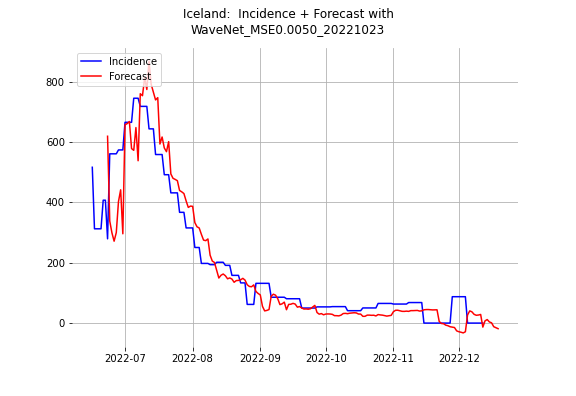 Iceland:  Incidence + Forecast with
WaveNet_MSE0.0050_20221023
Incidence
Forecast
800
600
400
200
0
2022-07 2022-08 2022-09 2022-10 2022-11 2022-12